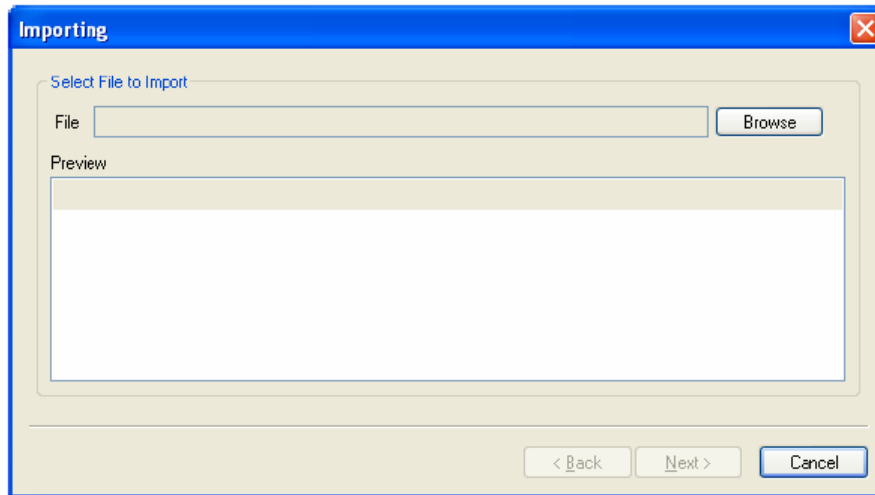 Importing
Select File to Import
File
Browse
Preview
< Back
Next >
Cancel